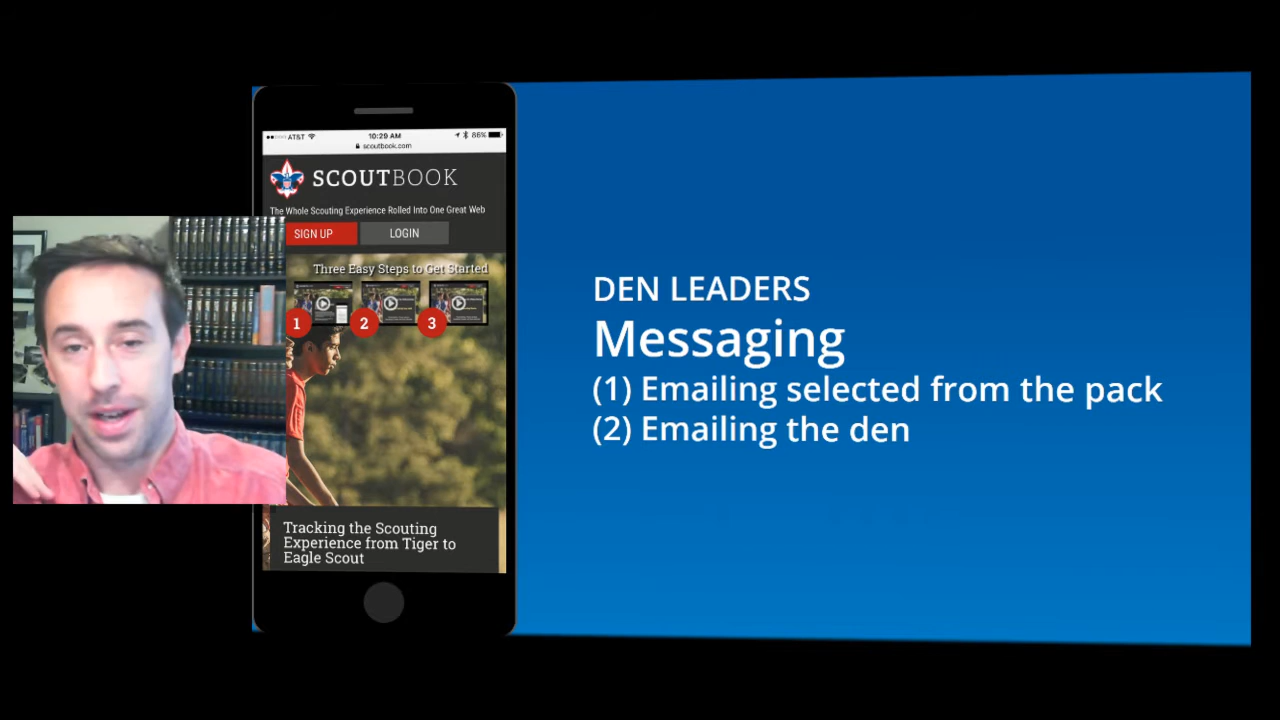 AT&T 10:29 AM 86%
scoutbook.com
SCOUTBOOK
The Whole Scouting Experience Rolled Into One Great Web
SIGN UP LOGIN
Three Easy Steps to Get Started
1 2 3
Tracking the Scouting
Experience from Tiger to
Eagle Scout
DEN LEADERS
Messaging
(1) Emailing selected from the pack
(2) Emailing the den